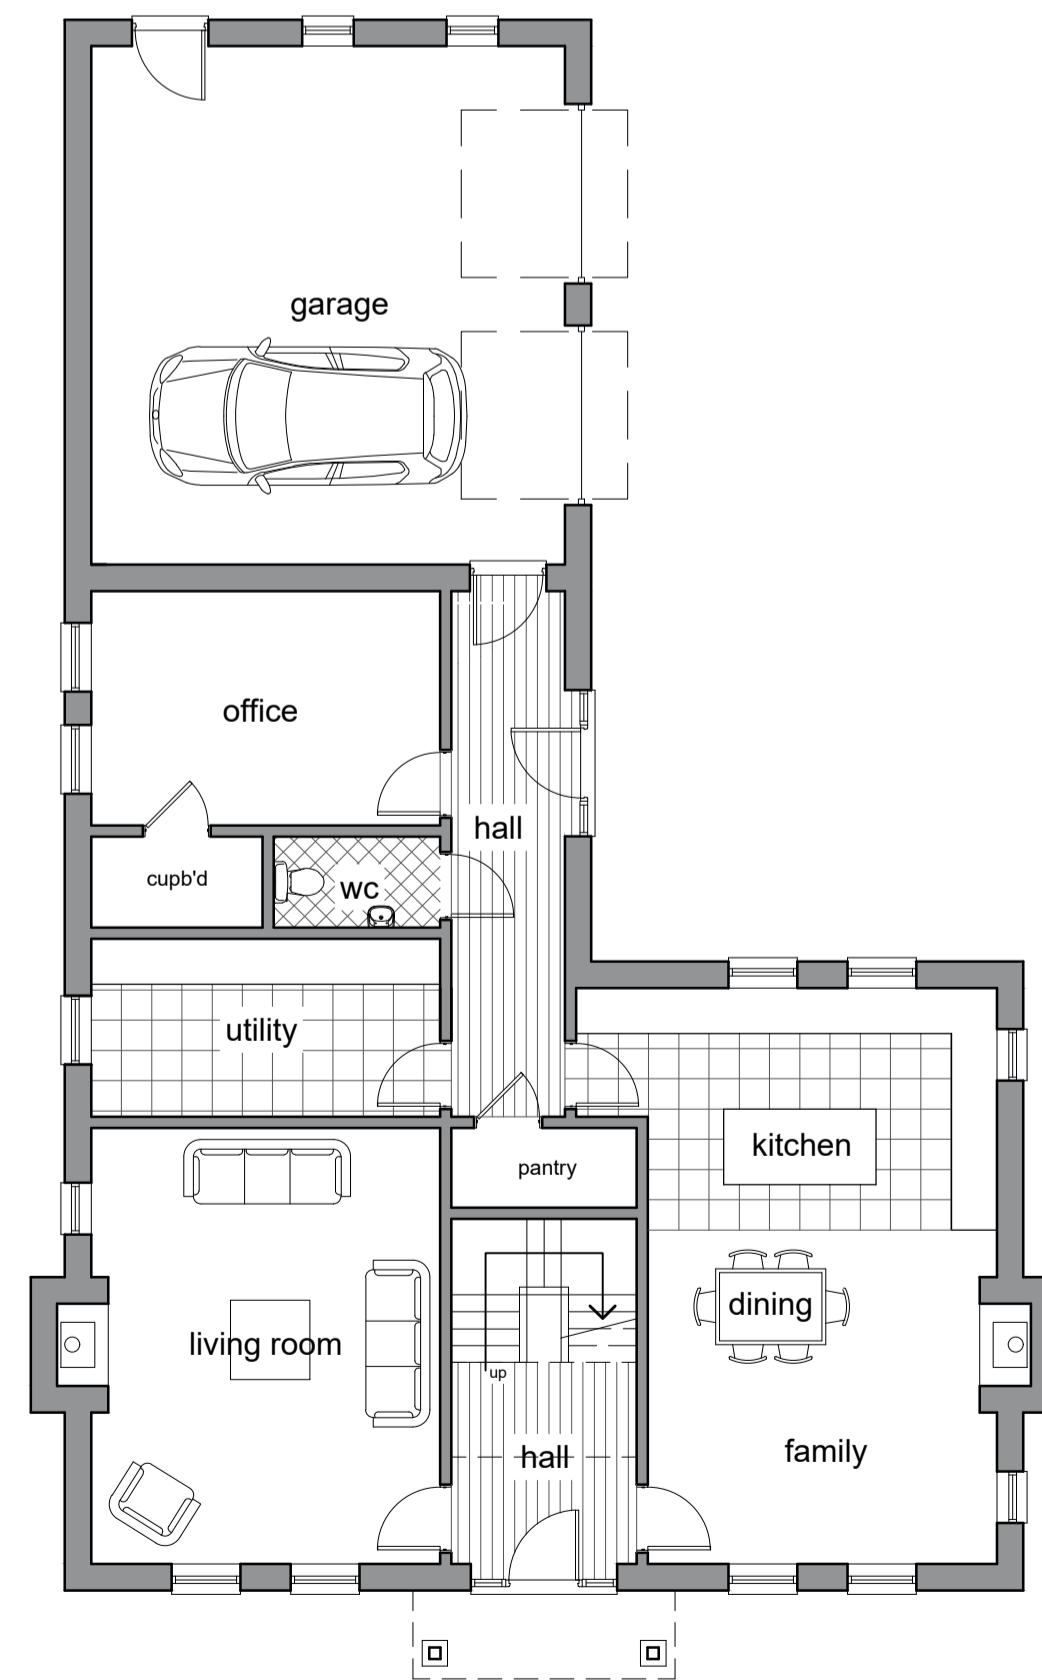 garage
office
hall
cupb'd
wc
utility
kitchen
pantry
dining
living room
up
hall
family